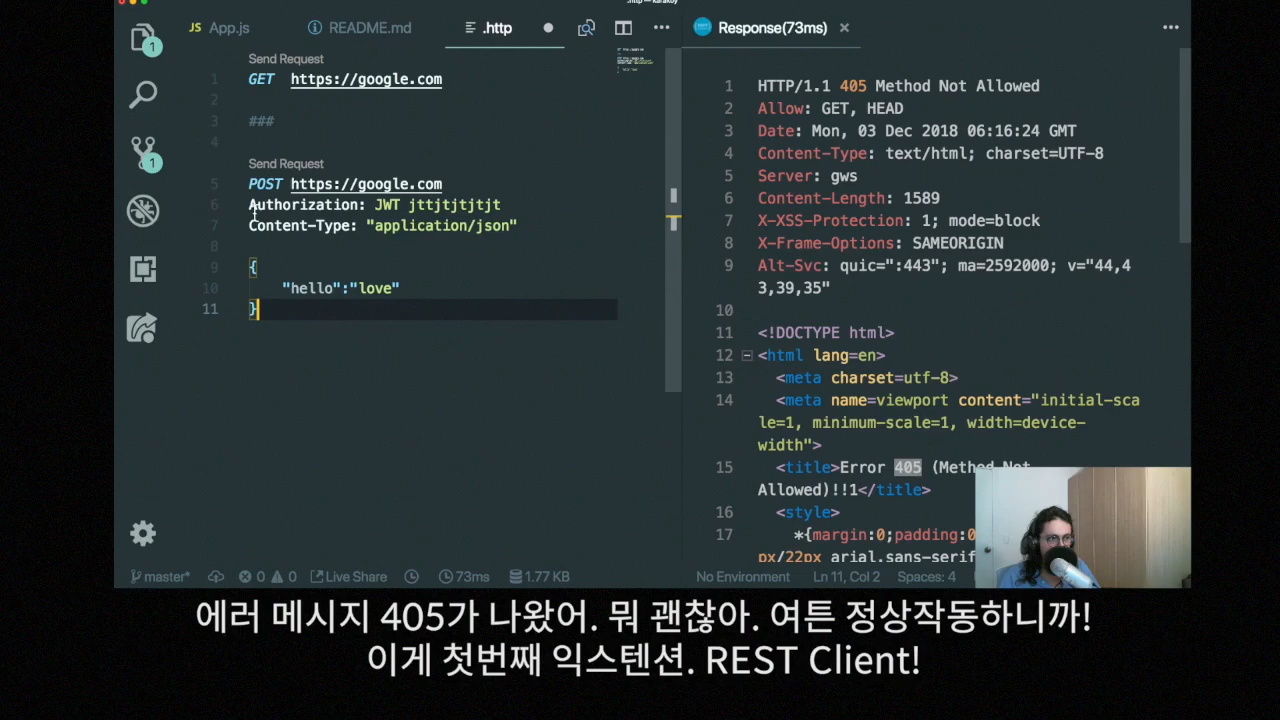 .http — karakoy
App.js
README.md
.http
Response(73ms)
Send Request
1 GET https://google.com
2
3 ###
4
Send Request
5 POST https://google.com
6 Authorization: JWT jttjtjtjtjt
7 Content-Type: "application/json"
8
9 {
10 "hello":"love"
11 }
1 HTTP/1.1 405 Method Not Allowed
2 Allow: GET, HEAD
3 Date: Mon, 03 Dec 2018 06:16:24 GMT
4 Content-Type: text/html; charset=UTF-8
5 Server: gws
6 Content-Length: 1589
7 X-XSS-Protection: 1; mode=block
8 X-Frame-Options: SAMEORIGIN
9 Alt-Svc: quic=":443"; ma=2592000; v="44,4
3,39,35"
10
11 <!DOCTYPE html>
12 <html lang=en>
13 <meta charset=utf-8>
14 <meta name=viewport content="initial-sca
le=1, minimum-scale=1, width=device-
width">
15 <title>Error 405 (Method Not
Allowed)!!1</title>
16 <style>
17 *{margin:0;padding:0
px/22px arial,sans-serif
master* 0 0 Live Share 73ms 1.77 KB No Environment Ln 11, Col 2 Spaces: 4
에러 메시지 405가 나왔어. 뭐 괜찮아. 여튼 정상작동하니까!
이게 첫번째 익스텐션. REST Client!